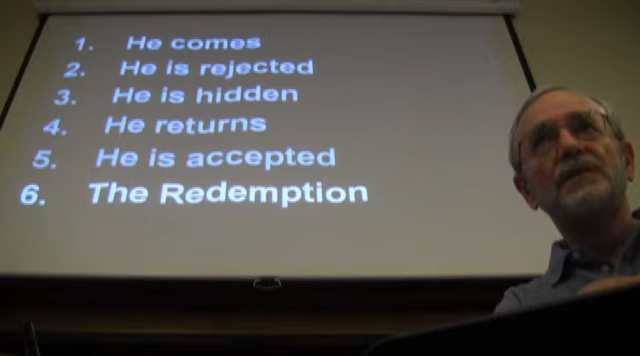 1. He comes
2. He is rejected
3. He is hidden
4. He returns
5. He is accepted
6. The Redemption